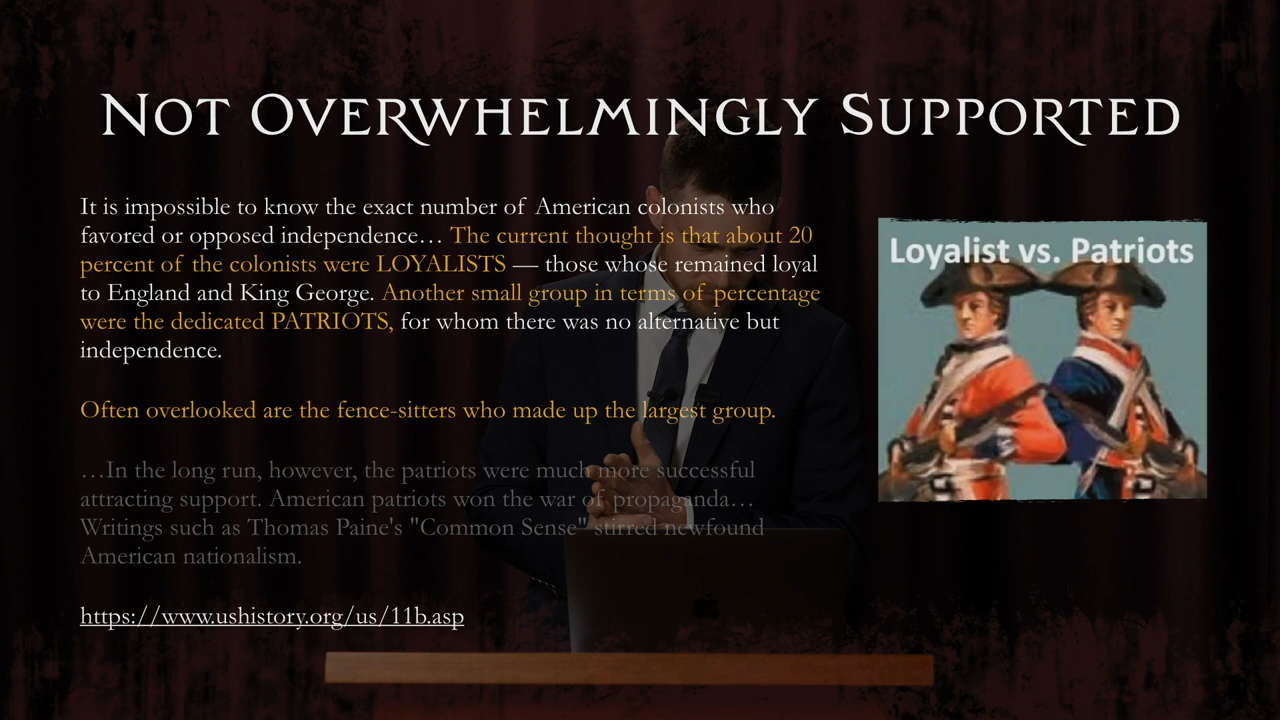 Not Overwhelmingly Supported
It is impossible to know the exact number of American colonists who
favored or opposed independence… The current thought is that about 20
percent of the colonists were LOYALISTS — those whose remained loyal
to England and King George. Another small group in terms of percentage
were the dedicated PATRIOTS, for whom there was no alternative but
independence.
Often overlooked are the fence-sitters who made up the largest group.
…In the long run, however, the patriots were much more successful
attracting support. American patriots won the war of propaganda…
Writings such as Thomas Paine's "Common Sense" stirred newfound
American nationalism.
https://www.ushistory.org/us/11b.asp
Loyalist vs. Patriots